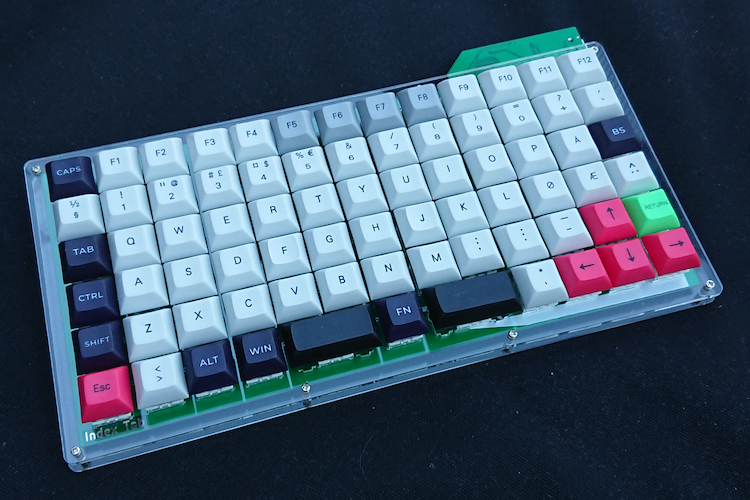 CAPS F1 F2 F3 F4 F5 F6 F7 F8 F9 F10 F11 F12
½ ! " @ # £ ¤ $ % € & / ( ) = ?
§ 1 2 3 4 5 6 7 8 9 0 +
TAB Q W E R T Y U I O P Å BS
CTRL A S D F G H J K L Ø Æ
SHIFT Z X C V B N M ↑ RETURN
Esc < > ALT WIN FN ← ↓ →
Index